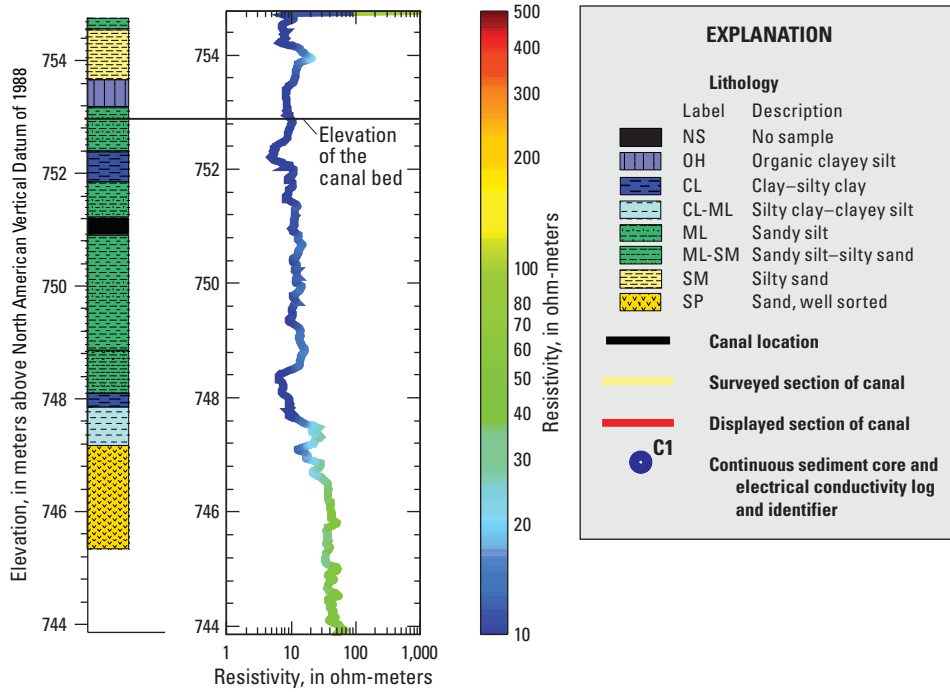 Elevation, in meters above North American Vertical Datum of 1988
754
752
750
748
746
744
754
752
750
748
746
744
Elevation
of the
canal bed
1
10
100
1,000
Resistivity, in ohm-meters
500
400
300
200
100
80
70
60
50
40
30
20
10
Resistivity, in ohm-meters
EXPLANATION
Lithology
Label Description
NS No sample
OH Organic clayey silt
CL Clay–silty clay
CL-ML Silty clay–clayey silt
ML Sandy silt
ML-SM Sandy silt–silty sand
SM Silty sand
SP Sand, well sorted
Canal location
Surveyed section of canal
Displayed section of canal
C1
Continuous sediment core and
electrical conductivity log
and identifier